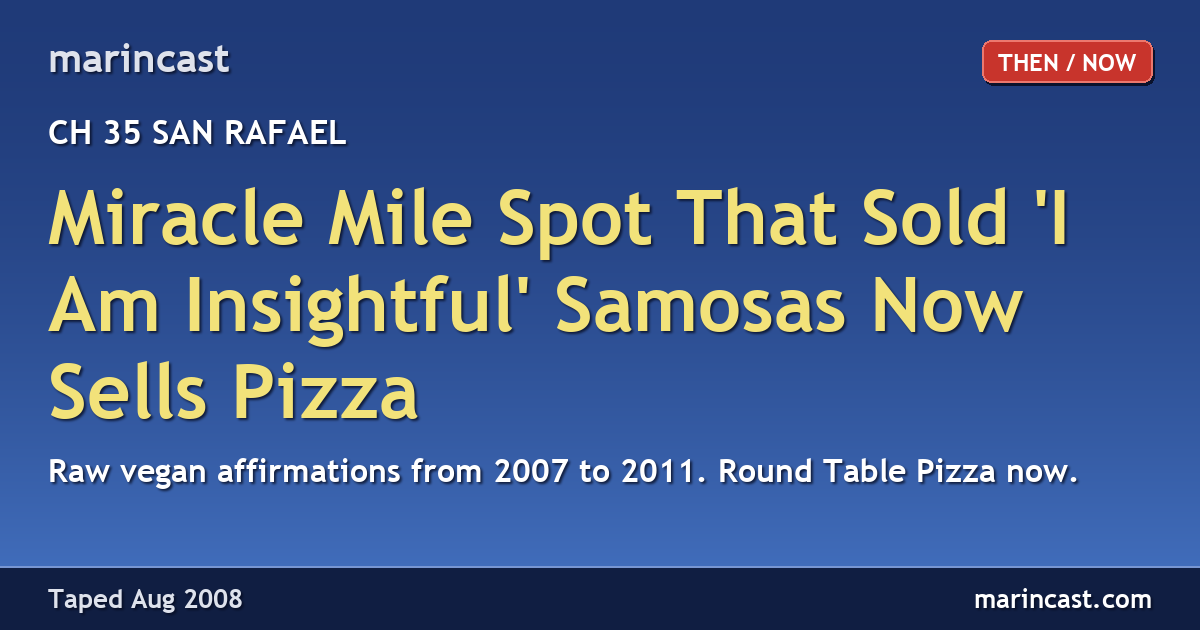 marincast
THEN / NOW
CH 35 SAN RAFAEL
Miracle Mile Spot That Sold 'I
Am Insightful' Samosas Now
Sells Pizza
Raw vegan affirmations from 2007 to 2011. Round Table Pizza now.
Taped Aug 2008
marincast.com